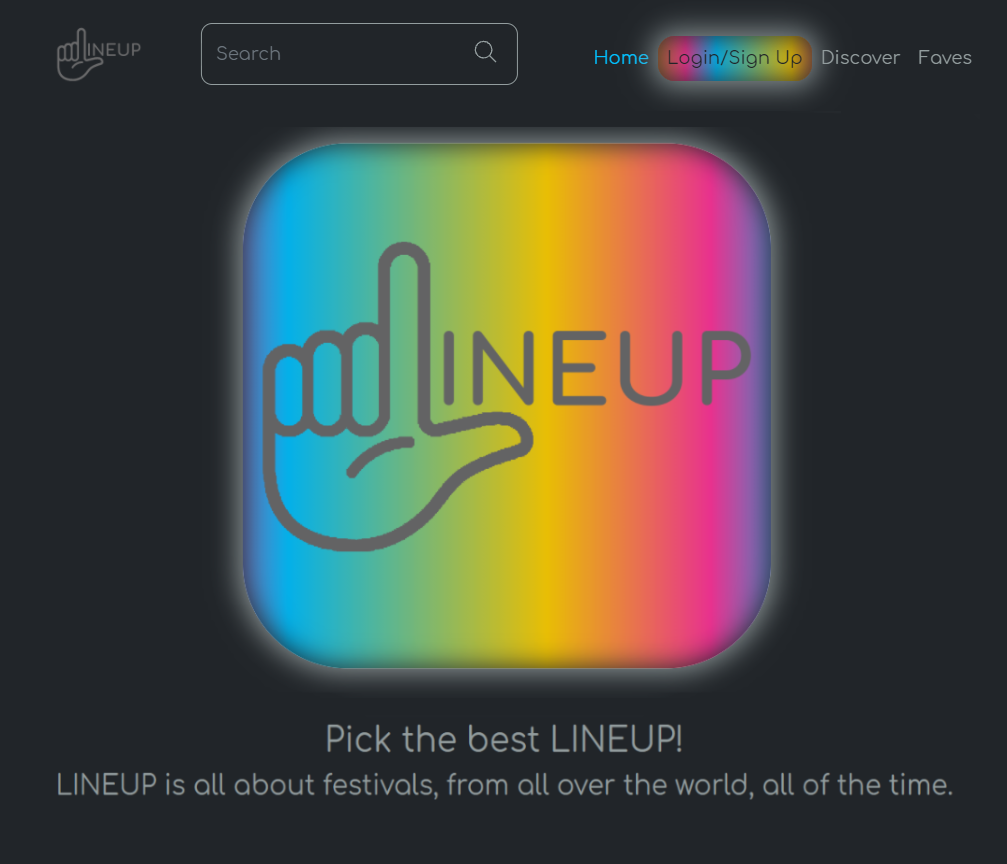 LINEUP
Search
Home Login/Sign Up Discover Faves
LINEUP
Pick the best LINEUP!
LINEUP is all about festivals, from all over the world, all of the time.